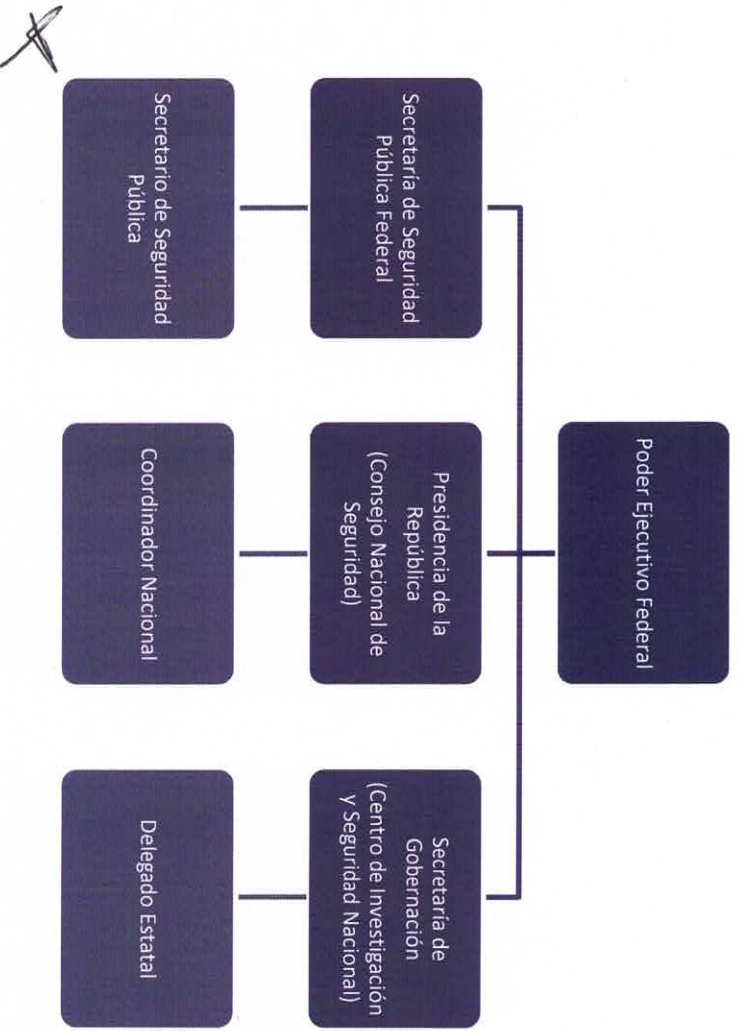 Poder Ejecutivo Federal
Secretaría de Seguridad
Pública Federal
Presidencia de la
República
(Consejo Nacional de
Seguridad)
Secretaría de
Gobernación
(Centro de Investigación
y Seguridad Nacional)
Secretario de Seguridad
Pública
Coordinador Nacional
Delegado Estatal